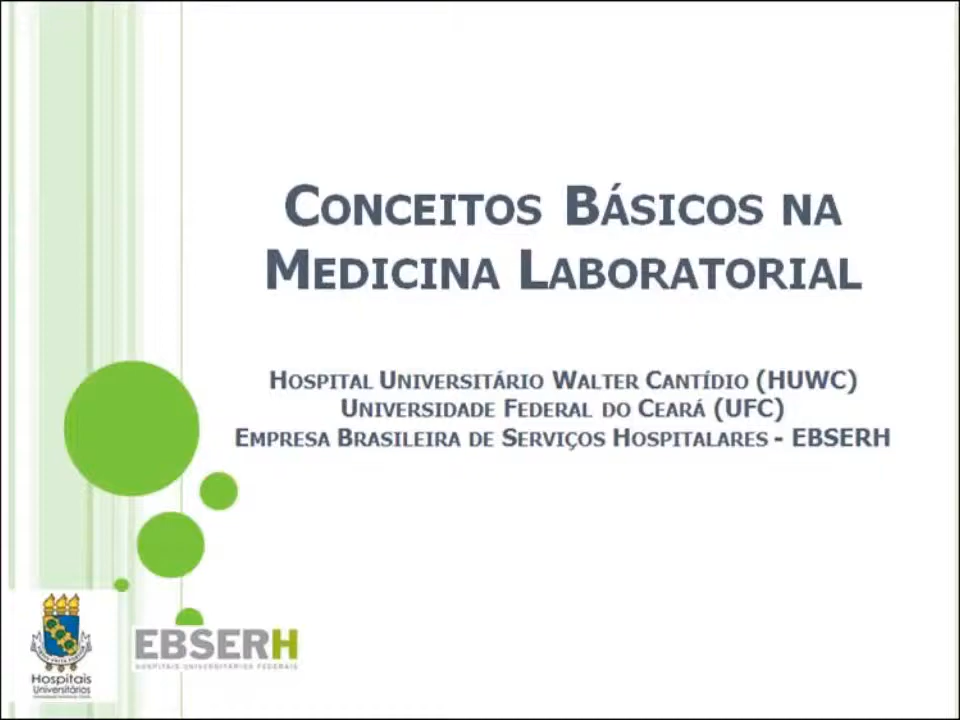 CONCEITOS BÁSICOS NA
MEDICINA LABORATORIAL
HOSPITAL UNIVERSITÁRIO WALTER CANTÍDIO (HUWC)
UNIVERSIDADE FEDERAL DO CEARÁ (UFC)
EMPRESA BRASILEIRA DE SERVIÇOS HOSPITALARES - EBSERH
Hospitais
Universitários
EBSERH
HOSPITAIS UNIVERSITÁRIOS FEDERAIS